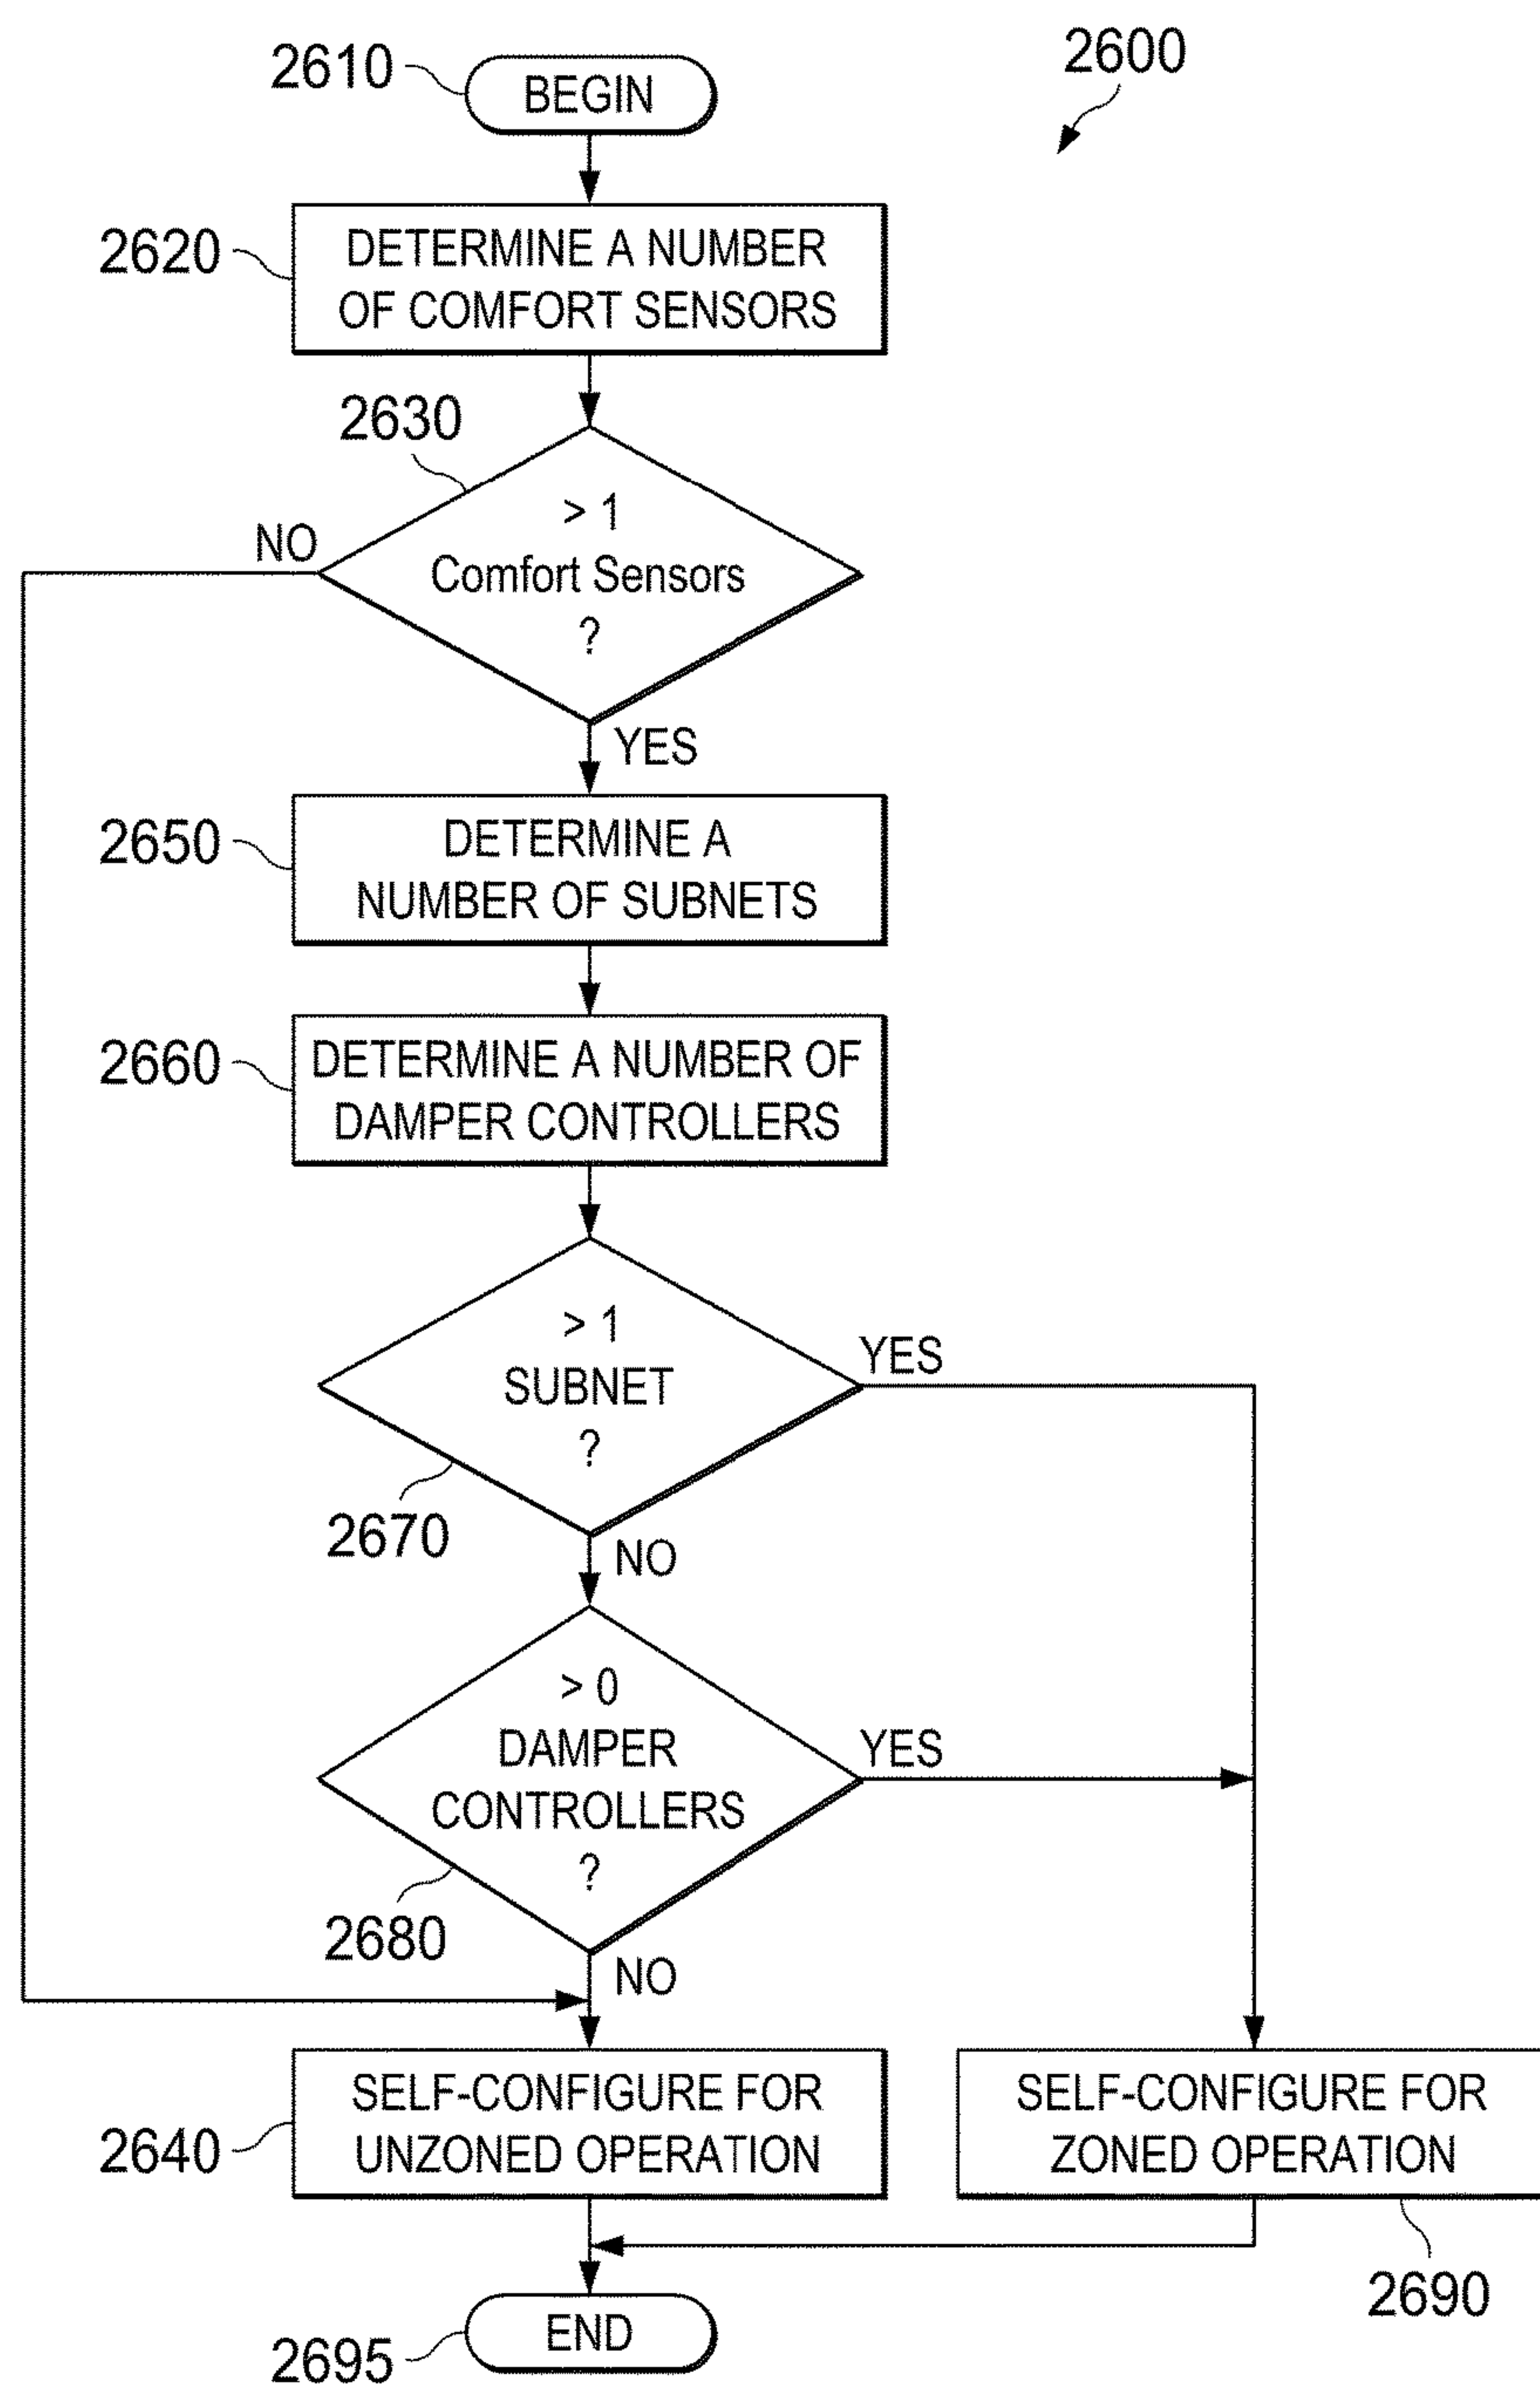 2600
2610
BEGIN
2620
DETERMINE A NUMBER
OF COMFORT SENSORS
2630
> 1
Comfort Sensors
?
NO
YES
2650
DETERMINE A
NUMBER OF SUBNETS
2660
DETERMINE A NUMBER OF
DAMPER CONTROLLERS
> 1
SUBNET
?
YES
2670
NO
> 0
DAMPER
CONTROLLERS
?
YES
2680
NO
2640
SELF-CONFIGURE FOR
UNZONED OPERATION
SELF-CONFIGURE FOR
ZONED OPERATION
2690
2695
END